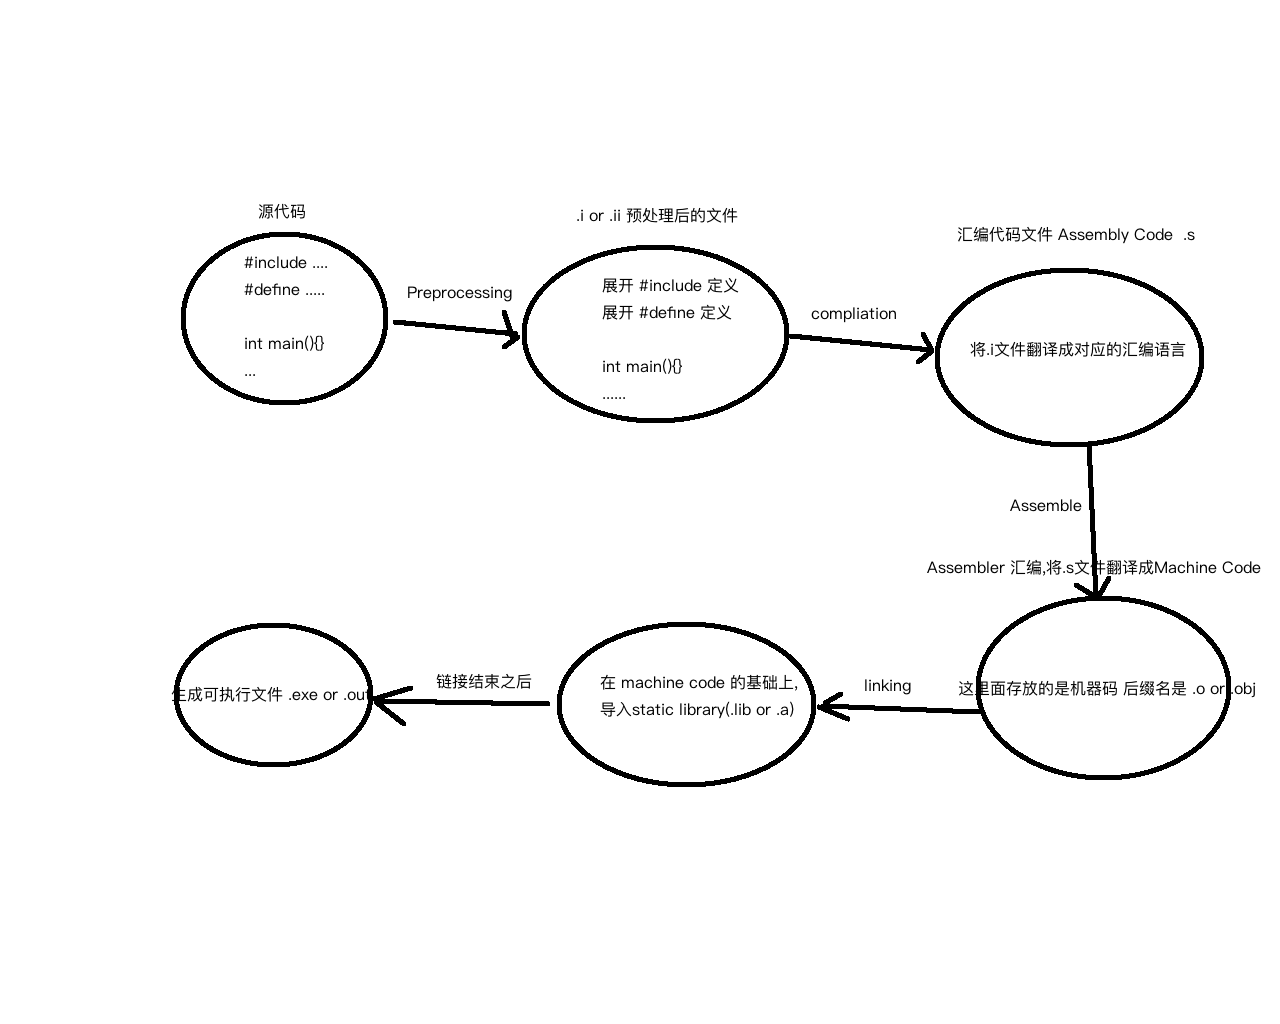 源代码
#include ....
#define .....
int main(){}
...
Preprocessing
.i or .ii 预处理后的文件
展开 #include 定义
展开 #define 定义
int main(){}
......
compliation
汇编代码文件 Assembly Code .s
将.i文件翻译成对应的汇编语言
Assemble
Assembler 汇编,将.s文件翻译成Machine Code
这里面存放的是机器码 后缀名是 .o or .obj
linking
在 machine code 的基础上,
导入static library(.lib or .a)
链接结束之后
生成可执行文件 .exe or .out